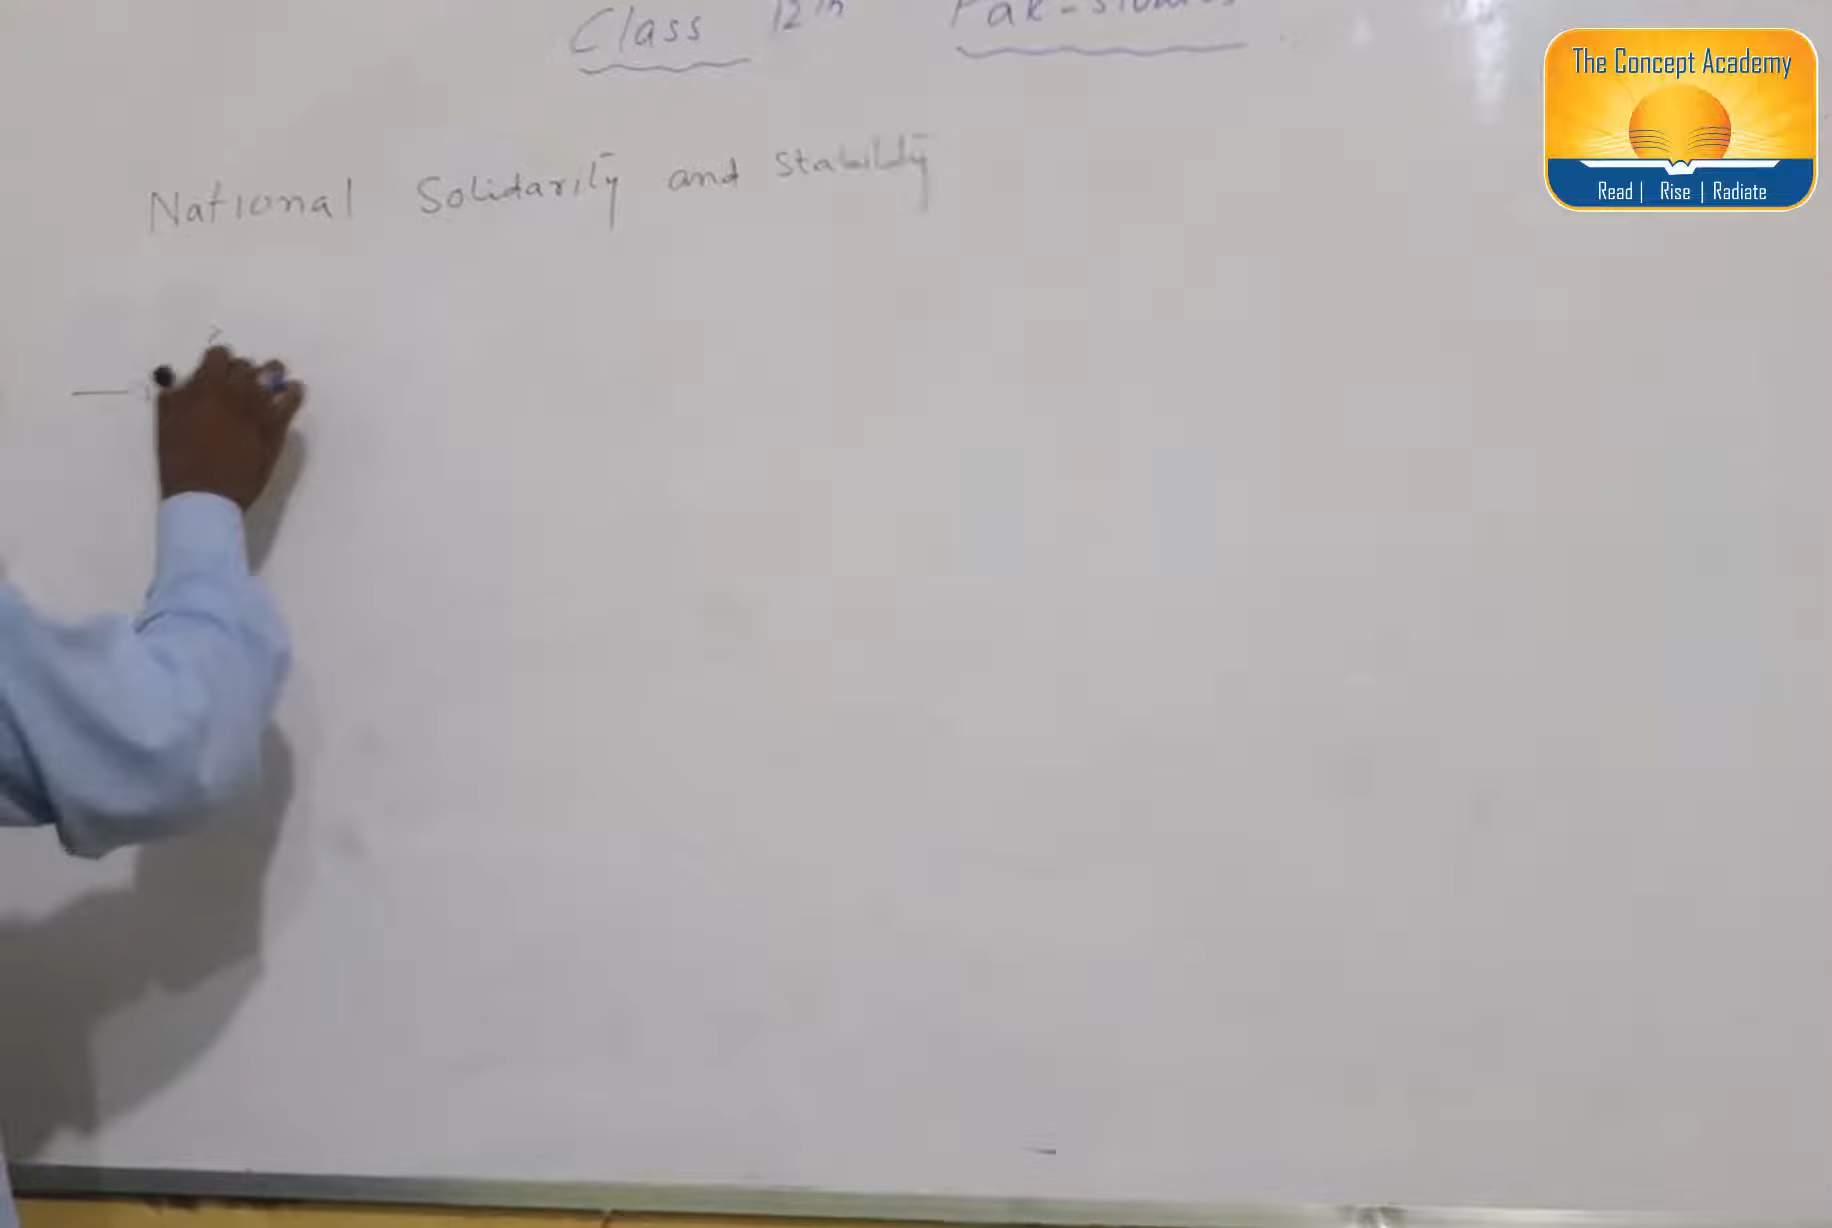 Class 12th Pak-studies
The Concept Academy
Read | Rise | Radiate
National Solidarity and Stability